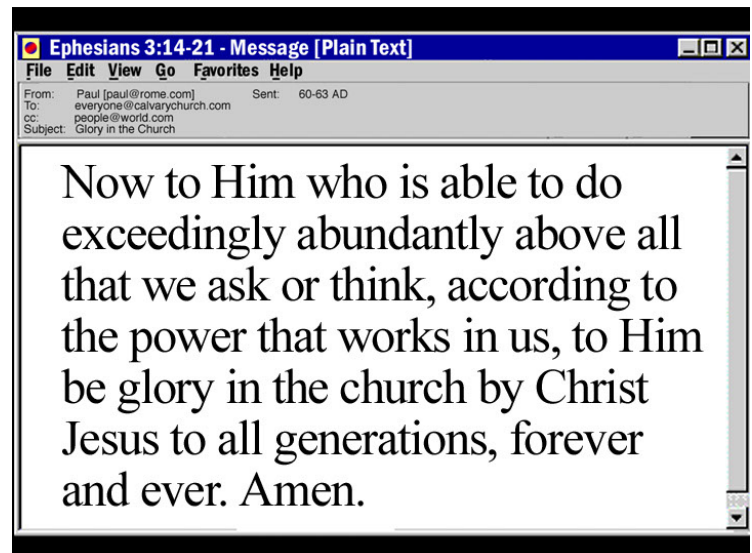 Ephesians 3:14-21 - Message [Plain Text]
File Edit View Go Favorites Help
From: Paul [paul@rome.com] Sent: 60-63 AD
To: everyone@calvarychurch.com
cc: people@world.com
Subject: Glory in the Church
Now to Him who is able to do
exceedingly abundantly above all
that we ask or think, according to
the power that works in us, to Him
be glory in the church by Christ
Jesus to all generations, forever
and ever. Amen.